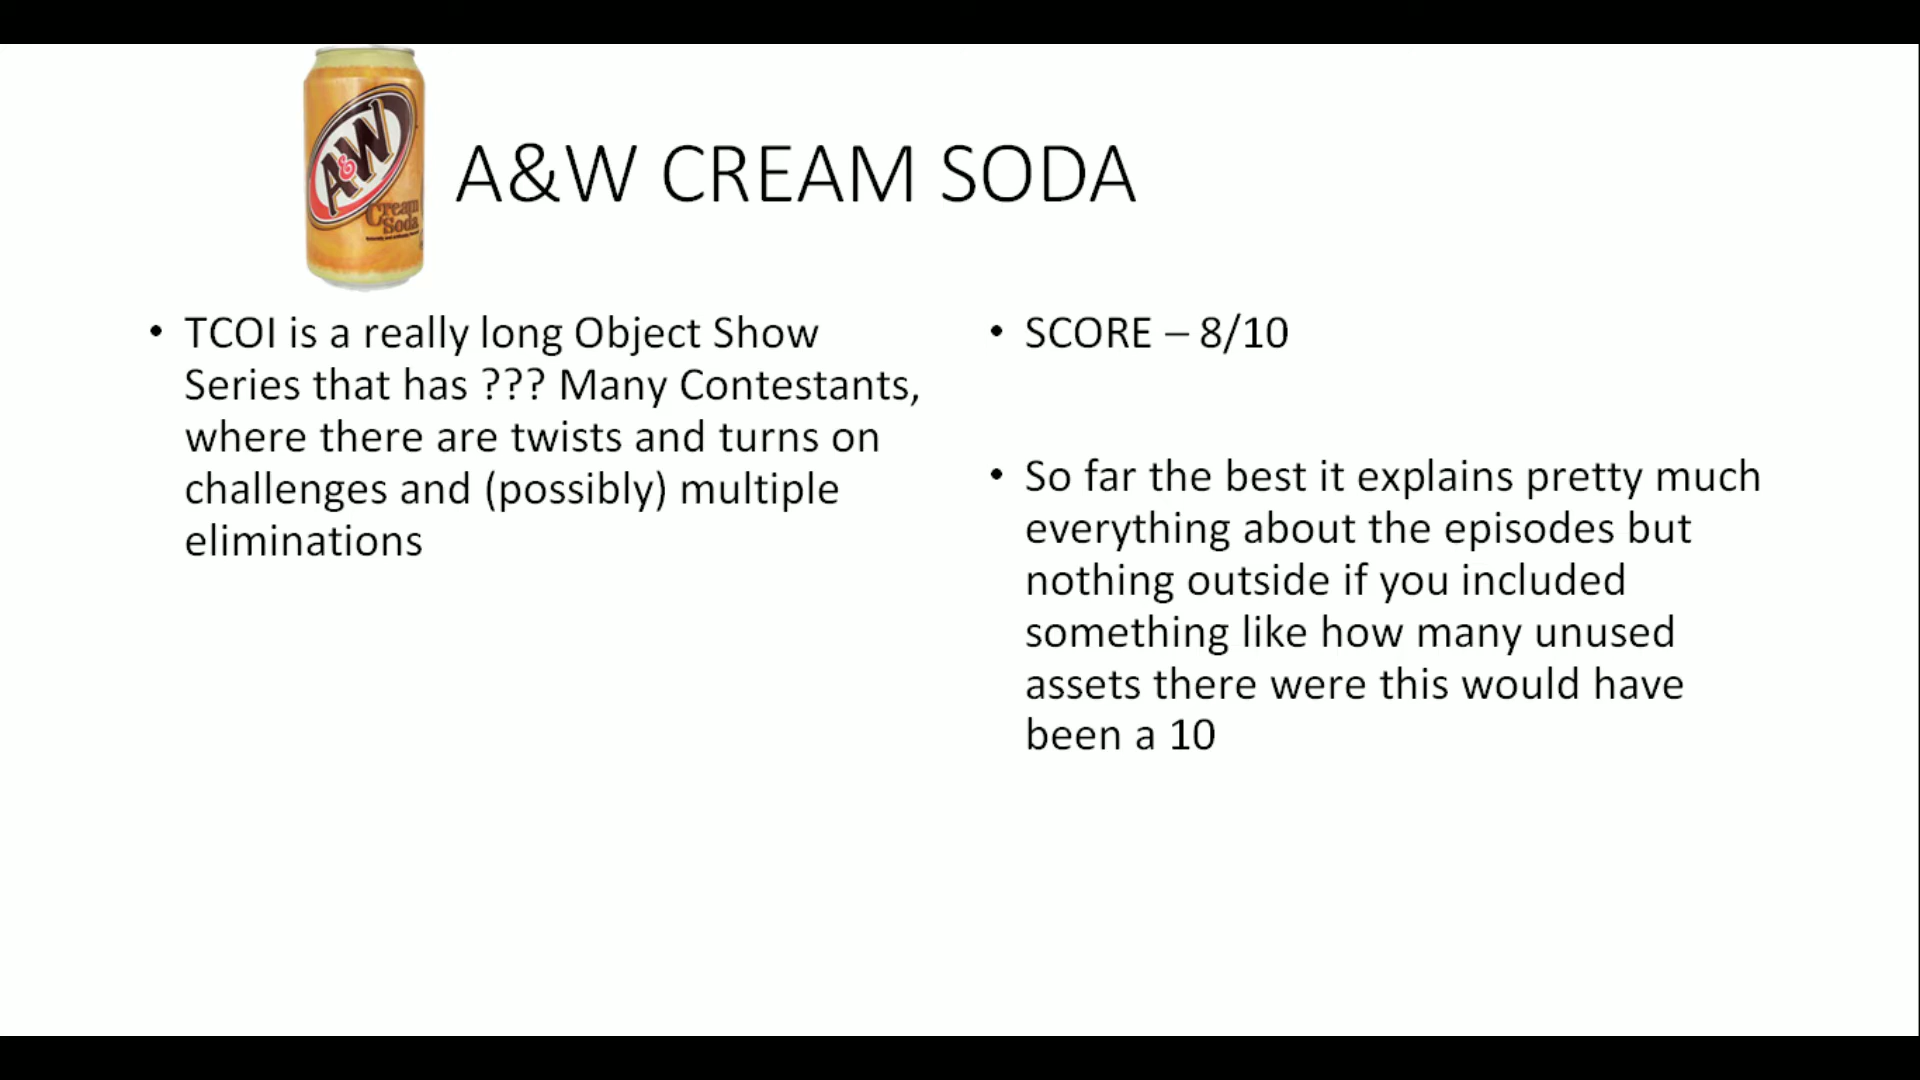 A&W
Cream
Soda
A&W CREAM SODA
• TCOI is a really long Object Show
Series that has ??? Many Contestants,
where there are twists and turns on
challenges and (possibly) multiple
eliminations
• SCORE – 8/10
• So far the best it explains pretty much
everything about the episodes but
nothing outside if you included
something like how many unused
assets there were this would have
been a 10